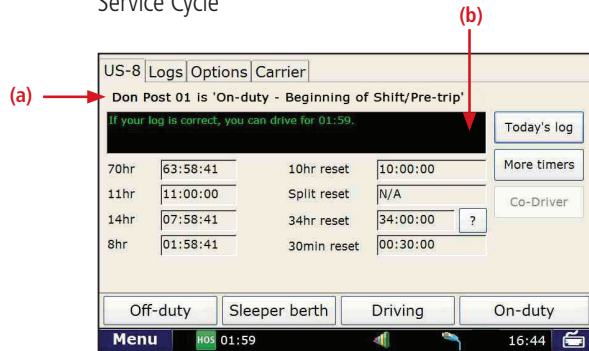 Service Cycle
(b)
US-8 Logs Options Carrier
(a)
Don Post 01 is 'On-duty - Beginning of Shift/Pre-trip'
If your log is correct, you can drive for 01:59.
Today's log
70hr 63:58:41 10hr reset 10:00:00 More timers
11hr 11:00:00 Split reset N/A Co-Driver
14hr 07:58:41 34hr reset 34:00:00 ?
8hr 01:58:41 30min reset 00:30:00
Off-duty Sleeper berth Driving On-duty
Menu HOS 01:59 16:44